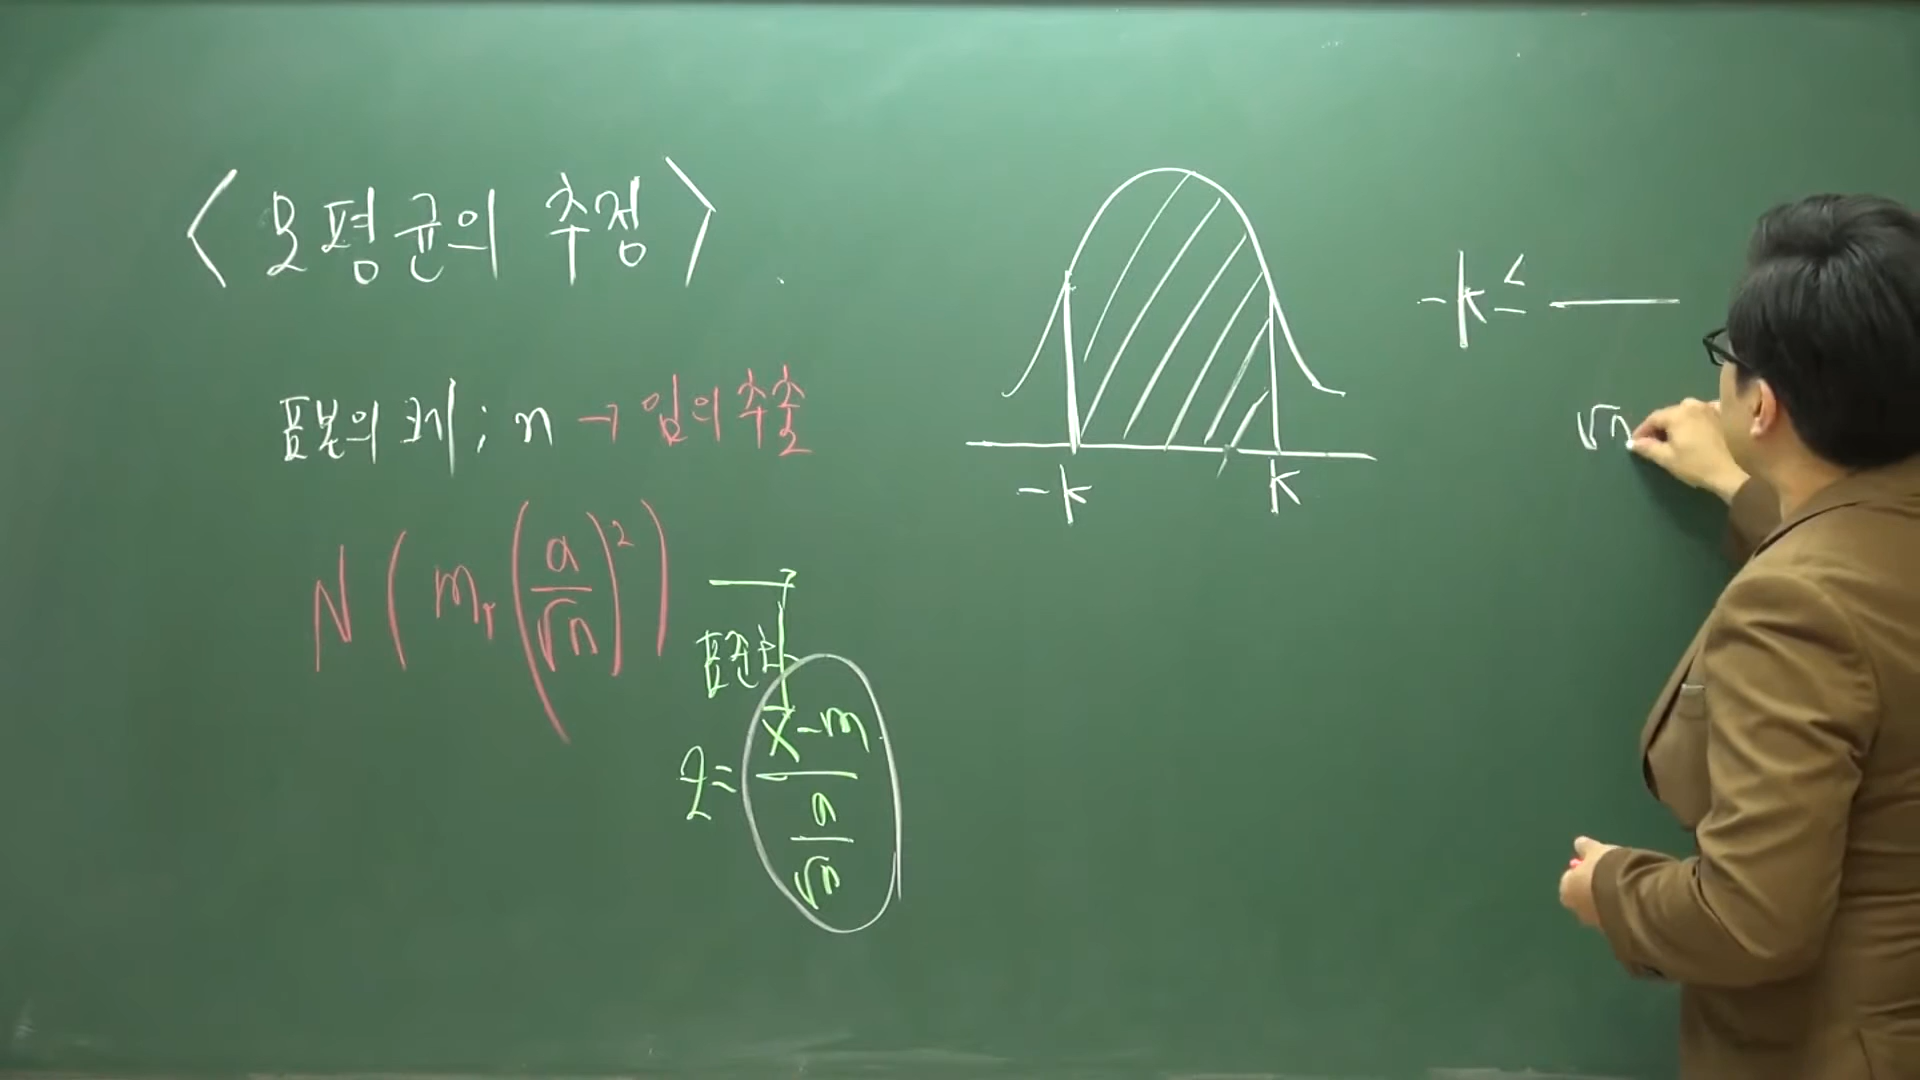 <모평균의 추정>
표본의 크기 ; n → 임의추출
N(m, (a/√n)²)
표준화
Z = (X̄-m)/(a/√n)
-k k
-k ≤
√n